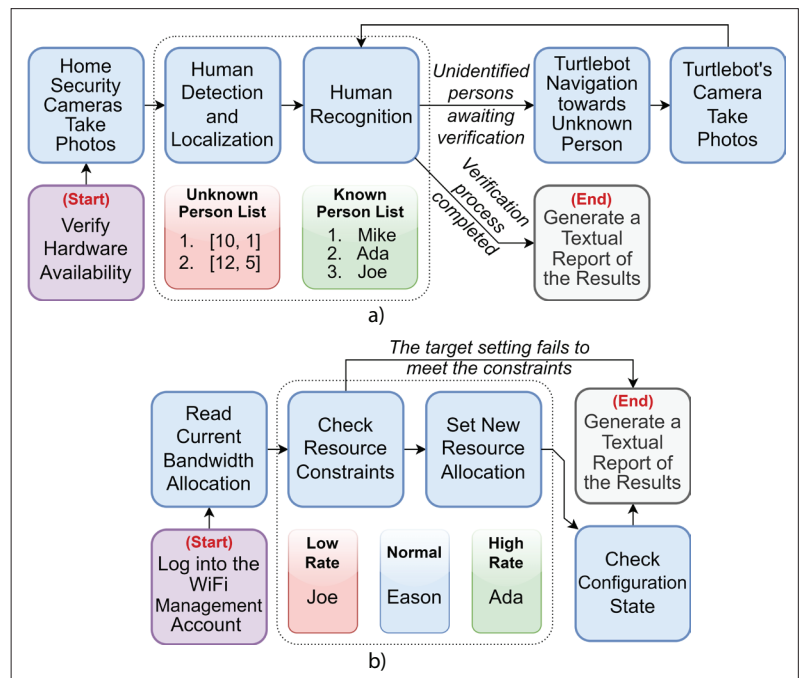 Home
Security
Cameras
Take
Photos
Human
Detection
and
Localization
Human
Recognition
Unidentified
persons
awaiting
verification
Turtlebot
Navigation
towards
Unknown
Person
Turtlebot's
Camera
Take
Photos
(Start)
Verify
Hardware
Availability
Unknown
Person List
1. [10, 1]
2. [12, 5]
Known
Person List
1. Mike
2. Ada
3. Joe
Verification
process
completed
(End)
Generate a
Textual
Report of
the Results
a)
The target setting fails to
meet the constraints
Read
Current
Bandwidth
Allocation
Check
Resource
Constraints
Set New
Resource
Allocation
(End)
Generate a
Textual
Report of
the Results
(Start)
Log into the
WiFi
Management
Account
Low
Rate
Joe
Normal
Eason
High
Rate
Ada
Check
Configuration
State
b)